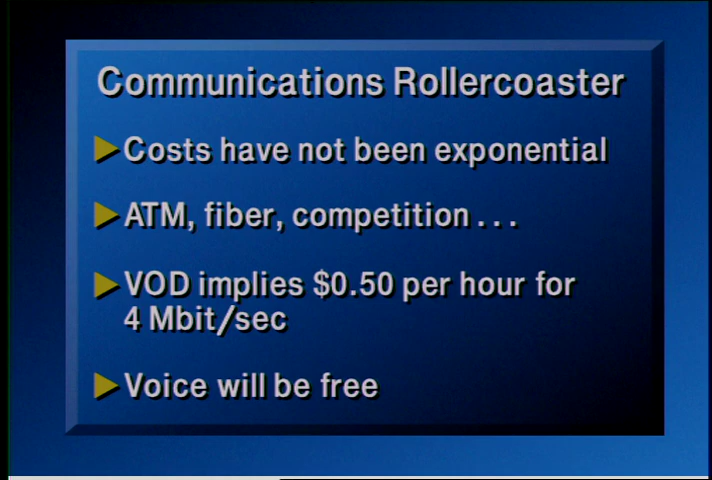 Communications Rollercoaster
Costs have not been exponential
ATM, fiber, competition . . .
VOD implies $0.50 per hour for
4 Mbit/sec
Voice will be free